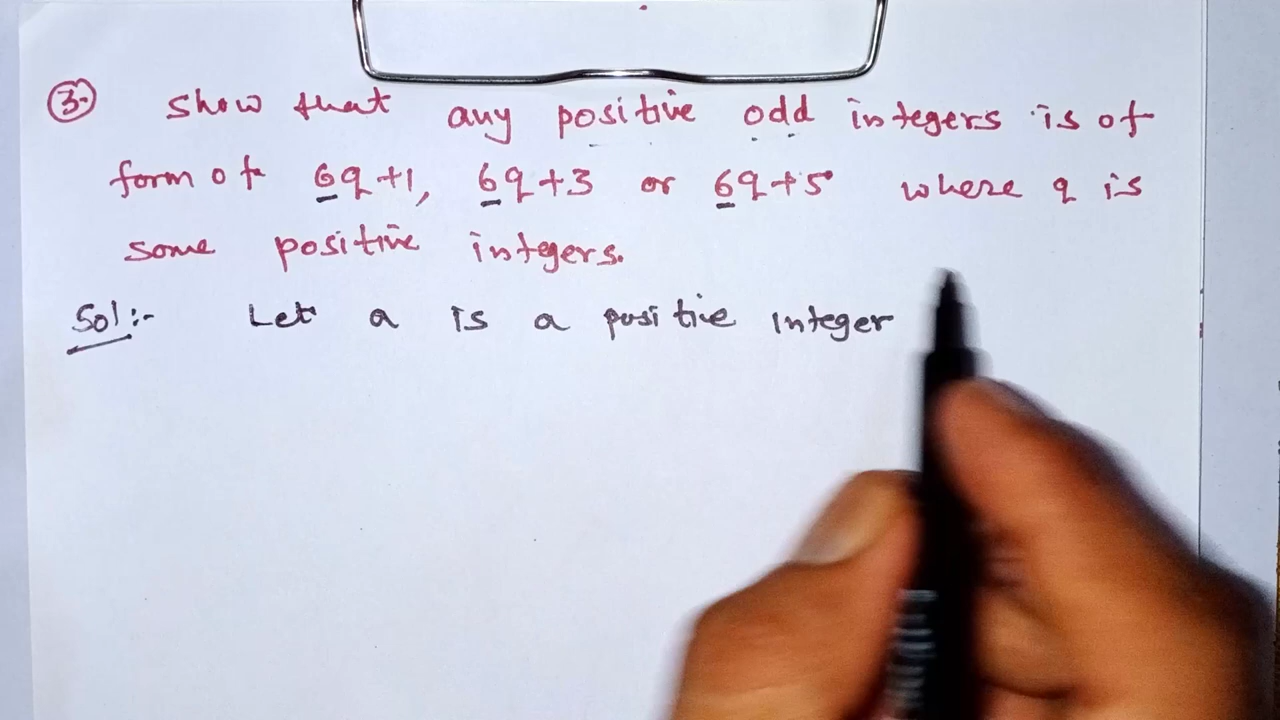 3. Show that any positive odd integers is of
form of 6q+1, 6q+3 or 6q+5 where q is
some positive integers.
Sol:- Let a is a positive integer